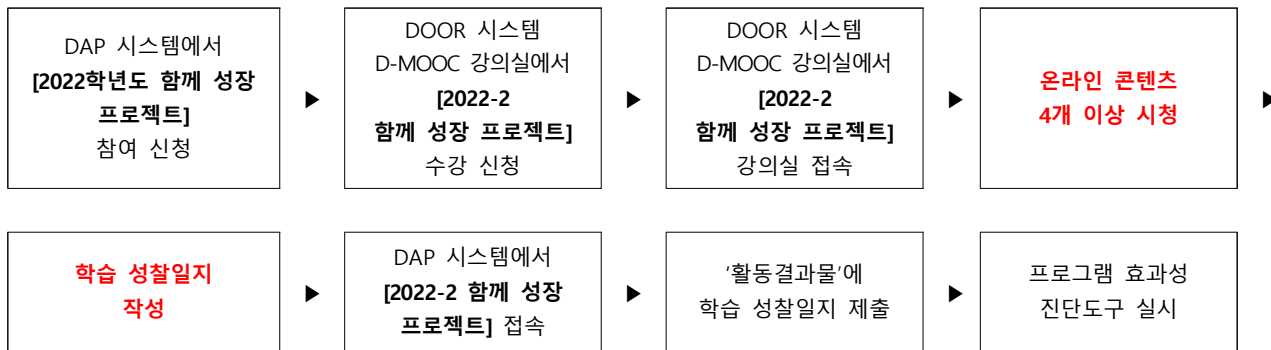 DAP 시스템에서
[2022학년도 함께 성장
프로젝트]
참여 신청
▶
DOOR 시스템
D-MOOC 강의실에서
[2022-2
함께 성장 프로젝트]
수강 신청
▶
DOOR 시스템
D-MOOC 강의실에서
[2022-2
함께 성장 프로젝트]
강의실 접속
▶
온라인 콘텐츠
4개 이상 시청
▶
학습 성찰일지
작성
▶
DAP 시스템에서
[2022-2 함께 성장
프로젝트] 접속
▶
'활동결과물'에
학습 성찰일지 제출
▶
프로그램 효과성
진단도구 실시